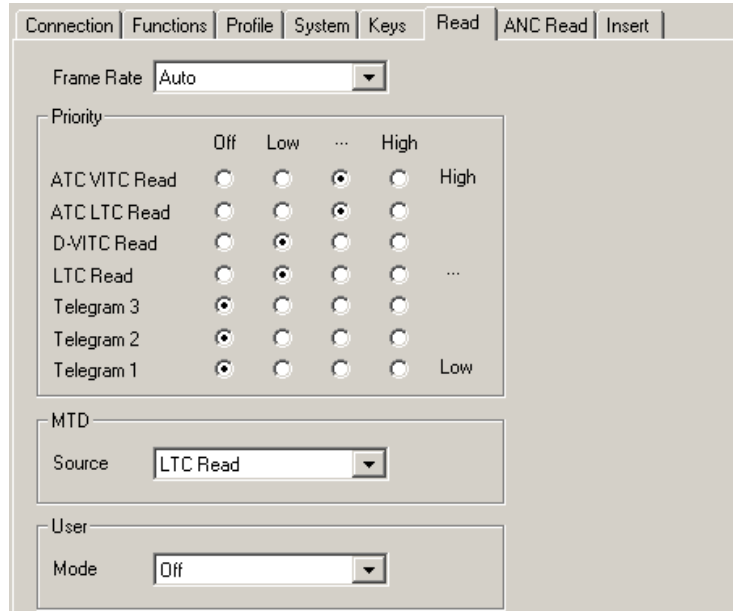 Connection Functions Profile System Keys Read ANC Read Insert
Frame Rate Auto
Priority
Off Low ... High
ATC VITC Read High
ATC LTC Read
D-VITC Read
LTC Read ...
Telegram 3
Telegram 2
Telegram 1 Low
MTD
Source LTC Read
User
Mode Off